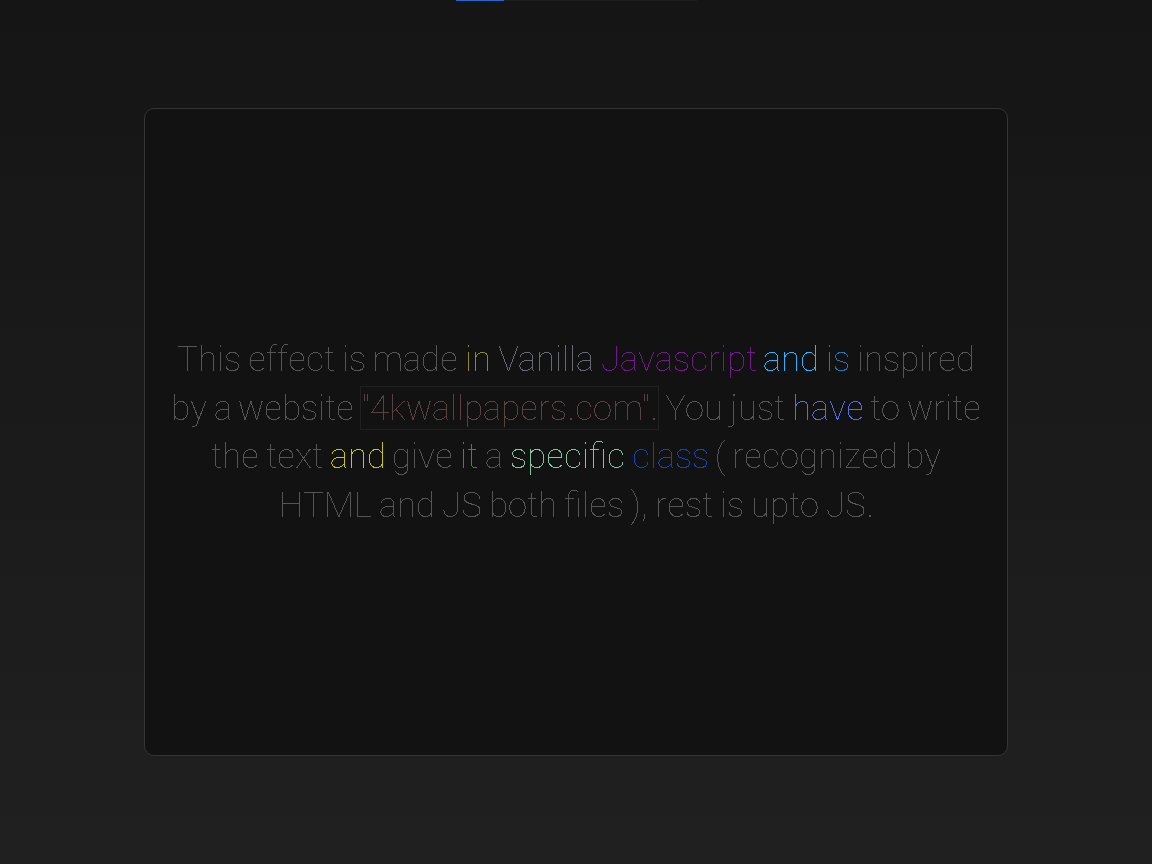 This effect is made in Vanilla Javascript and is inspired
by a website "4kwallpapers.com". You just have to write
the text and give it a specific class ( recognized by
HTML and JS both files ), rest is upto JS.